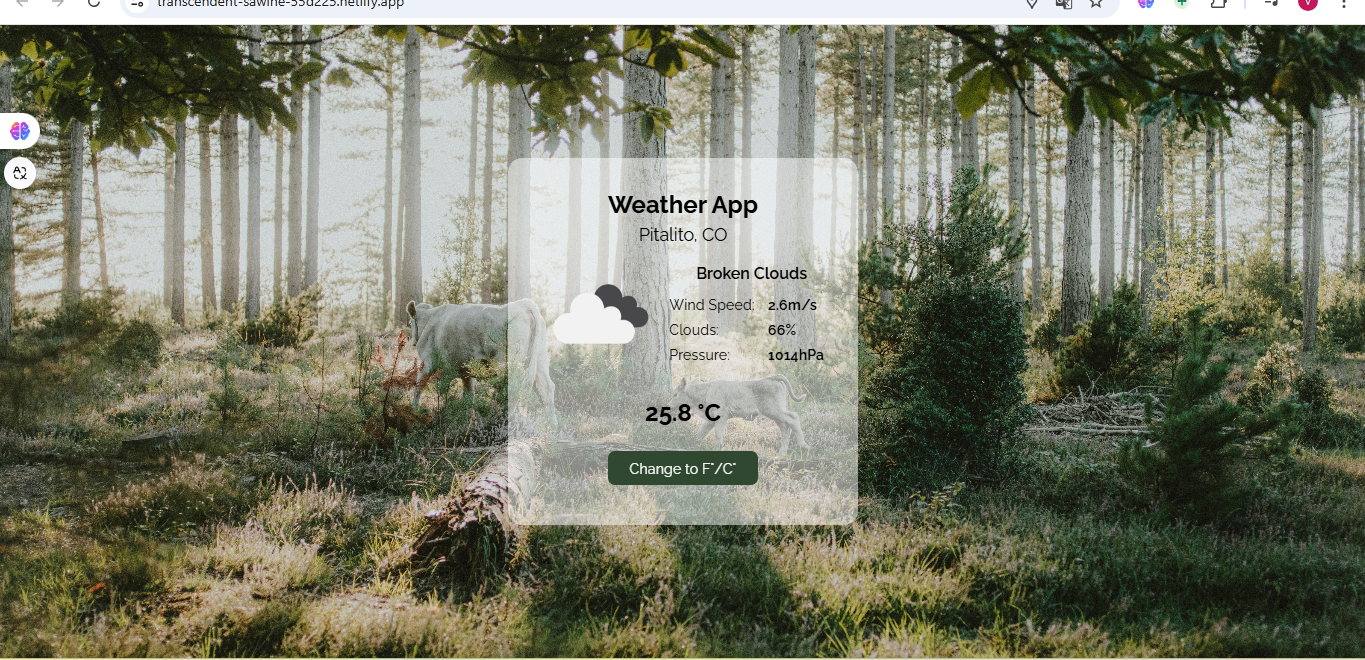 transcendent-sawine-55d225.netlify.app
Weather App
Pitalito, CO
Broken Clouds
Wind Speed: 2.6m/s
Clouds: 66%
Pressure: 1014hPa
25.8 °C
Change to F°/C°